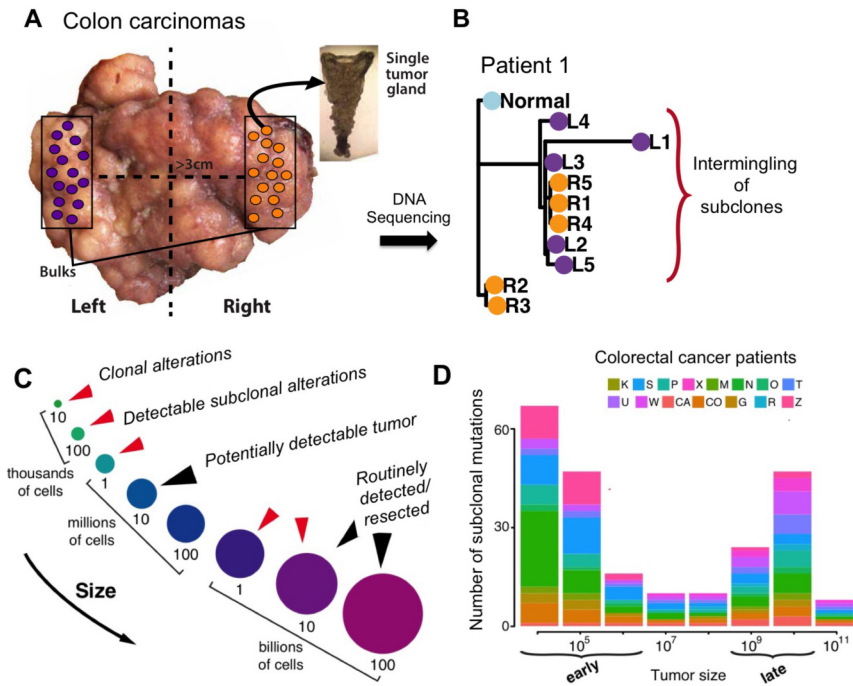 A Colon carcinomas
Single
tumor
gland
>3cm
Bulks
Left Right
DNA
Sequencing
B
Patient 1
Normal
L4
L1
L3
R5
R1
R4
L2
L5
R2
R3
Intermingling
of
subclones
C
Clonal alterations
Detectable subclonal alterations
Potentially detectable tumor
Routinely
detected/
resected
10
100
thousands
of cells
1
10
100
millions
of cells
1
10
100
billions
of cells
Size
D
Colorectal cancer patients
K S P X M N O T
U W CA CO G R Z
Number of subclonal mutations
60
30
0
10^5 10^7 10^9 10^11
early Tumor size late